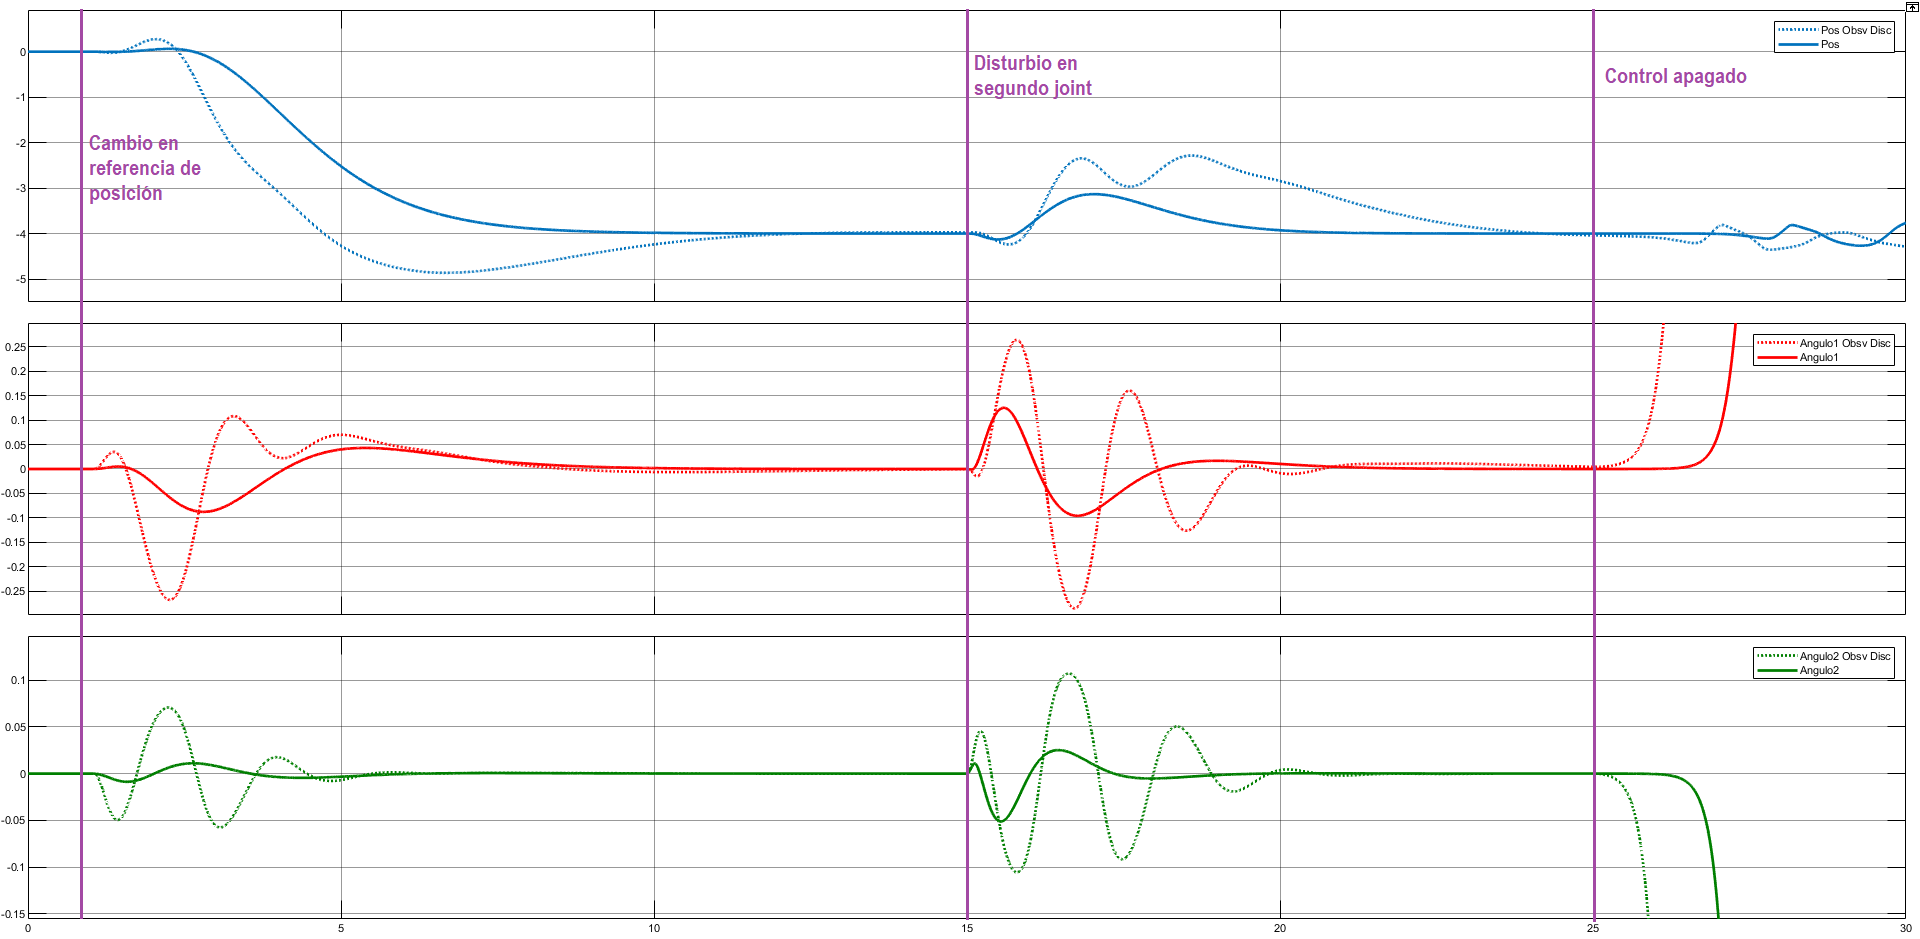 Pos Obsv Disc
Pos
0
-1
-2
-3
-4
-5
Cambio en
referencia de
posición
Disturbio en
segundo joint
Control apagado
Angulo1 Obsv Disc
Angulo1
0.25
0.2
0.15
0.1
0.05
0
-0.05
-0.1
-0.15
-0.2
-0.25
Angulo2 Obsv Disc
Angulo2
0.1
0.05
0
-0.05
-0.1
-0.15
0 5 10 15 20 25 30